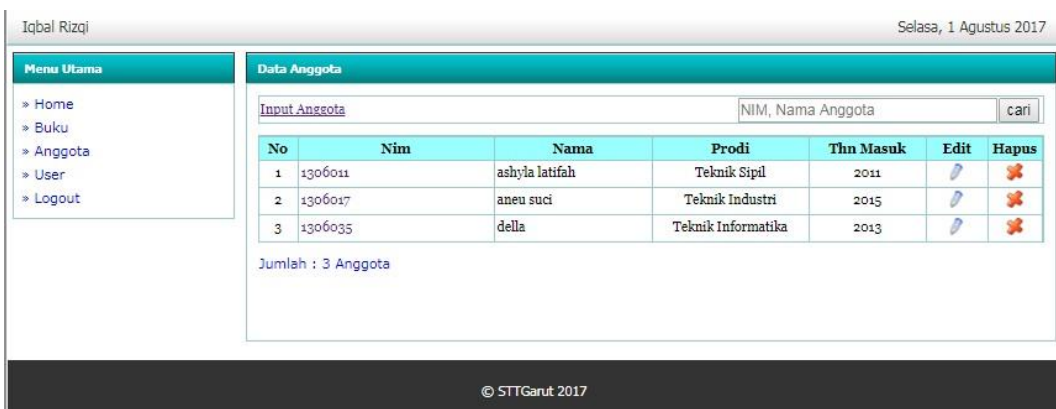 Iqbal Rizqi Selasa, 1 Agustus 2017
Menu Utama
» Home
» Buku
» Anggota
» User
» Logout
Data Anggota
Input Anggota NIM, Nama Anggota cari
No Nim Nama Prodi Thn Masuk Edit Hapus
1 1306011 ashyla latifah Teknik Sipil 2011
2 1306017 aneu suci Teknik Industri 2015
3 1306035 della Teknik Informatika 2013
Jumlah : 3 Anggota
© STTGarut 2017